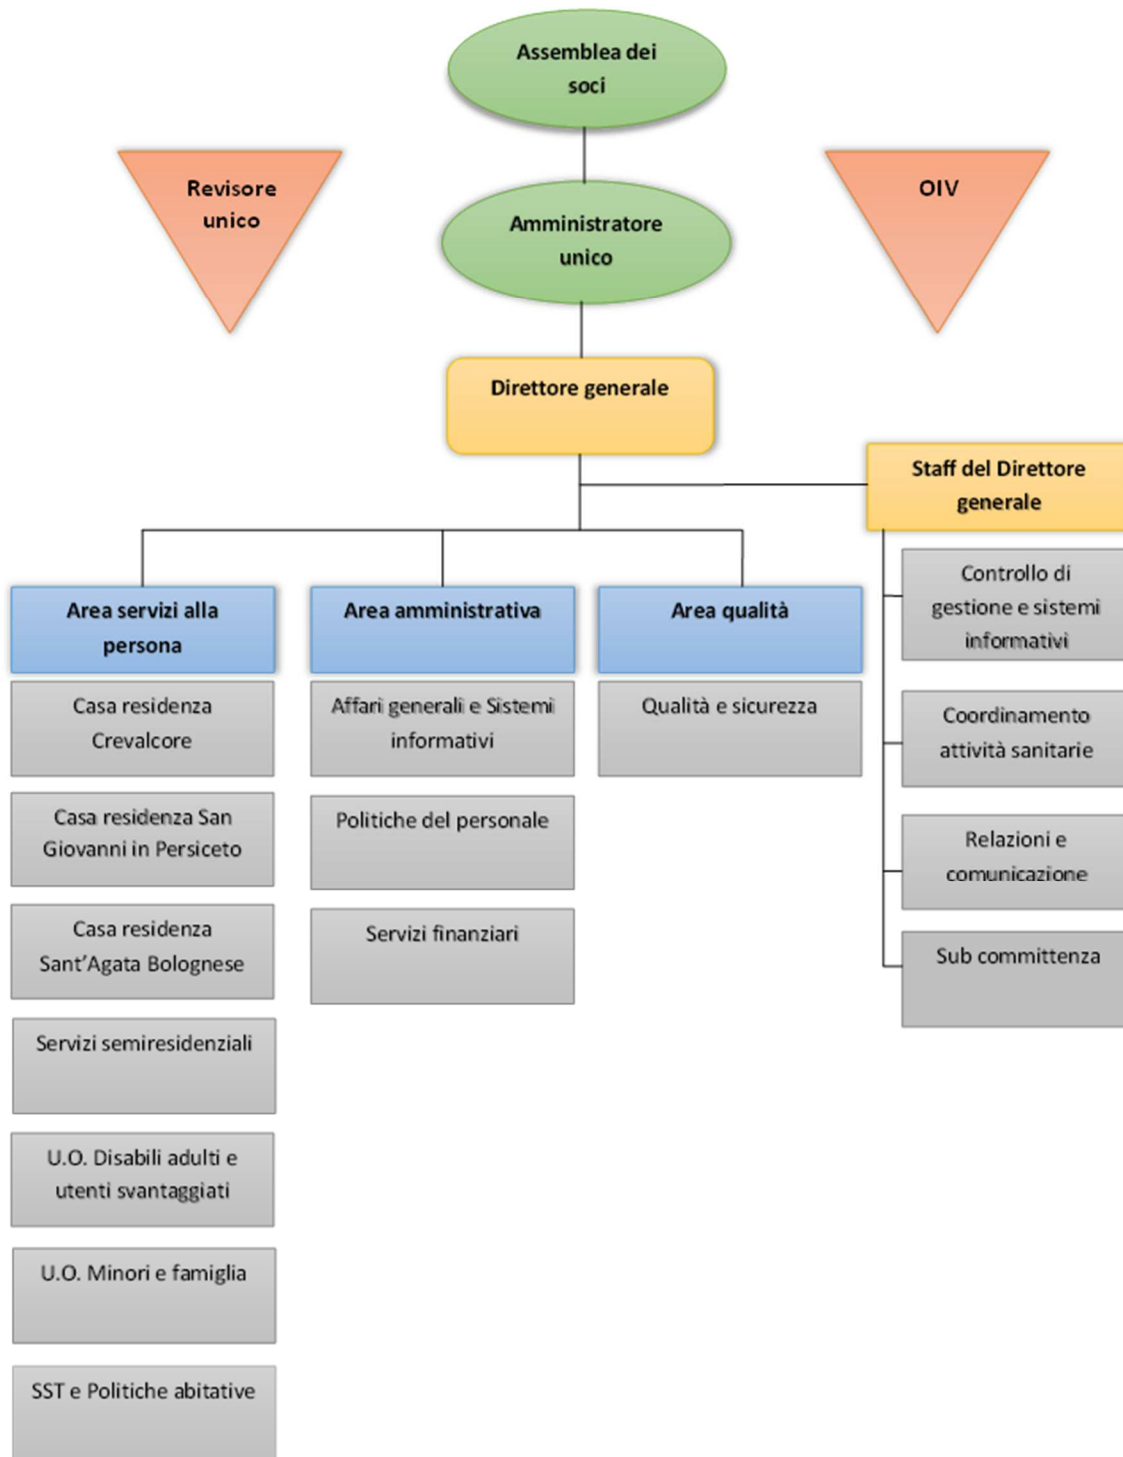 Assemblea dei
soci
Revisore
unico
OIV
Amministratore
unico
Direttore generale
Staff del Direttore
generale
Controllo di
gestione e sistemi
informativi
Coordinamento
attività sanitarie
Relazioni e
comunicazione
Sub committenza
Area servizi alla
persona
Casa residenza
Crevalcore
Casa residenza San
Giovanni in Persiceto
Casa residenza
Sant’Agata Bolognese
Servizi semiresidenziali
U.O. Disabili adulti e
utenti svantaggiati
U.O. Minori e famiglia
SST e Politiche abitative
Area amministrativa
Affari generali e Sistemi
informativi
Politiche del personale
Servizi finanziari
Area qualità
Qualità e sicurezza